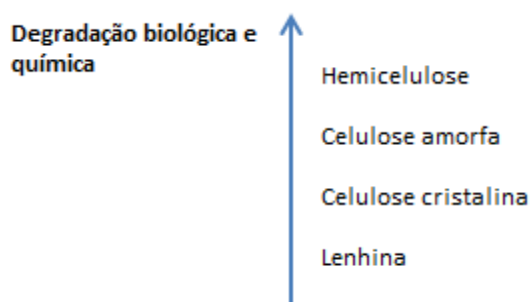 Degradação biológica e
química
Hemicelulose
Celulose amorfa
Celulose cristalina
Lenhina